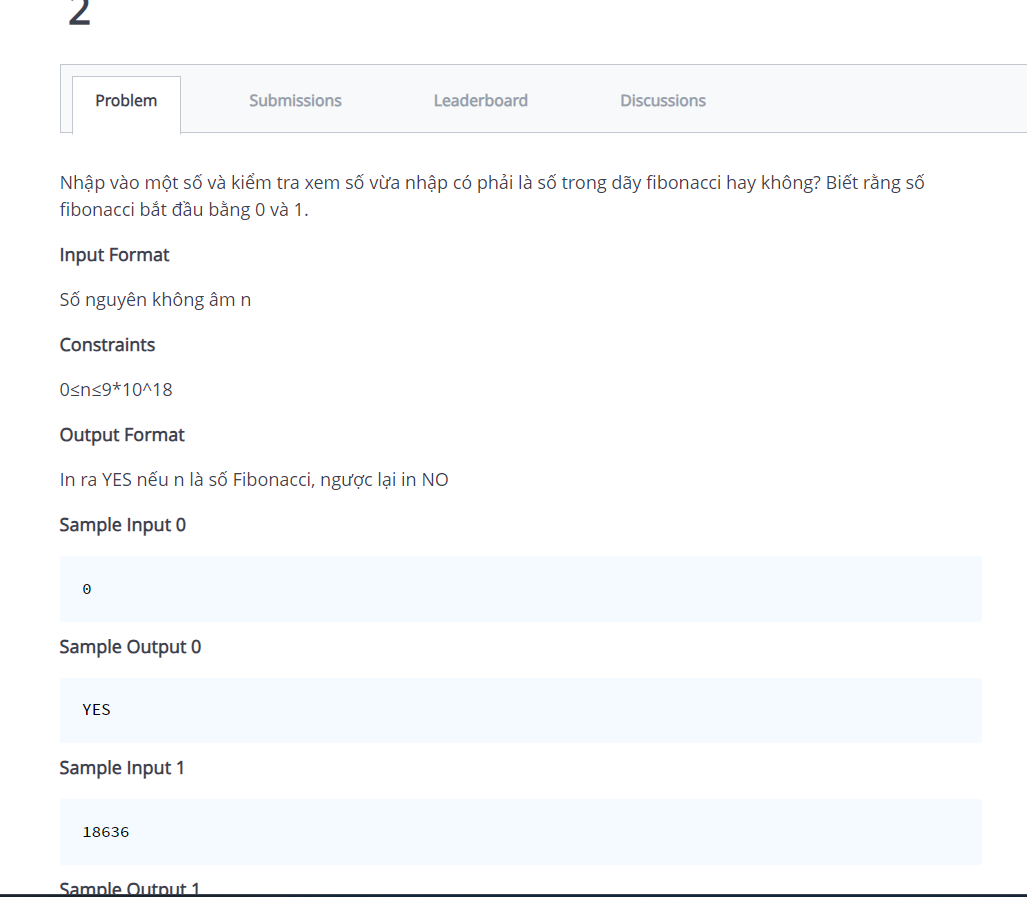 2
Problem
Submissions
Leaderboard
Discussions
Nhập vào một số và kiểm tra xem số vừa nhập có phải là số trong dãy fibonacci hay không? Biết rằng số
fibonacci bắt đầu bằng 0 và 1.
Input Format
Số nguyên không âm n
Constraints
0≤n≤9*10^18
Output Format
In ra YES nếu n là số Fibonacci, ngược lại in NO
Sample Input 0
0
Sample Output 0
YES
Sample Input 1
18636
Sample Output 1